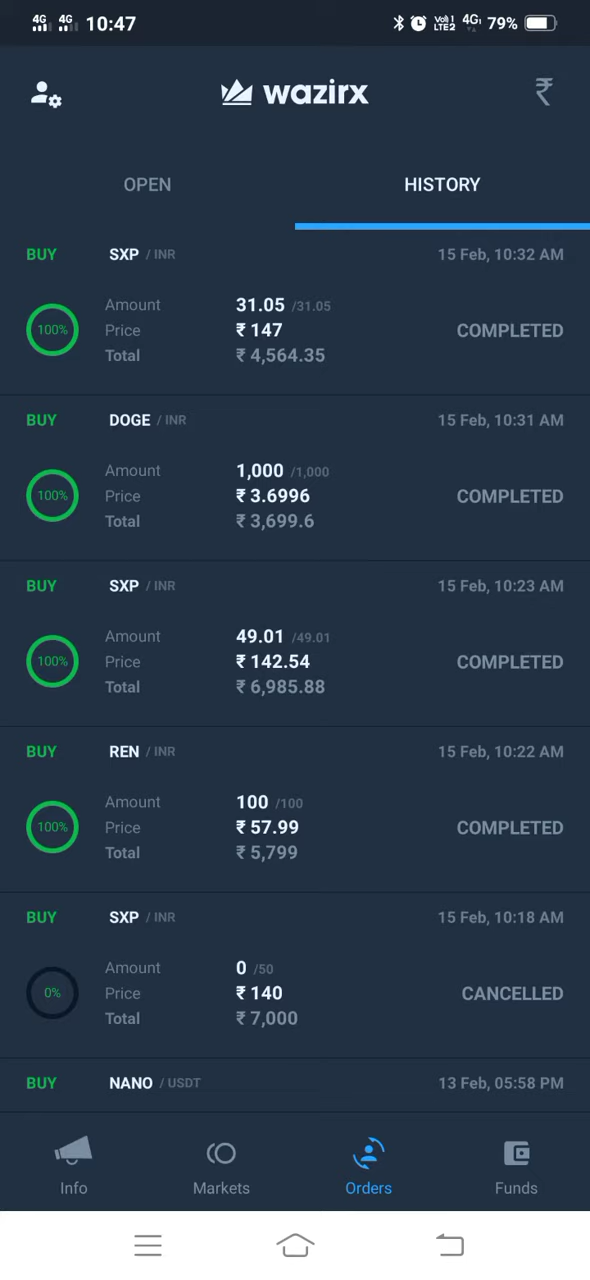 4G 4G 10:47 79%
wazirx ₹
OPEN HISTORY
BUY SXP / INR 15 Feb, 10:32 AM
Amount 31.05 /31.05
100% Price ₹ 147 COMPLETED
Total ₹ 4,564.35
BUY DOGE / INR 15 Feb, 10:31 AM
Amount 1,000 /1,000
100% Price ₹ 3.6996 COMPLETED
Total ₹ 3,699.6
BUY SXP / INR 15 Feb, 10:23 AM
Amount 49.01 /49.01
100% Price ₹ 142.54 COMPLETED
Total ₹ 6,985.88
BUY REN / INR 15 Feb, 10:22 AM
Amount 100 /100
100% Price ₹ 57.99 COMPLETED
Total ₹ 5,799
BUY SXP / INR 15 Feb, 10:18 AM
Amount 0 /50
0% Price ₹ 140 CANCELLED
Total ₹ 7,000
BUY NANO / USDT 13 Feb, 05:58 PM
Info Markets Orders Funds